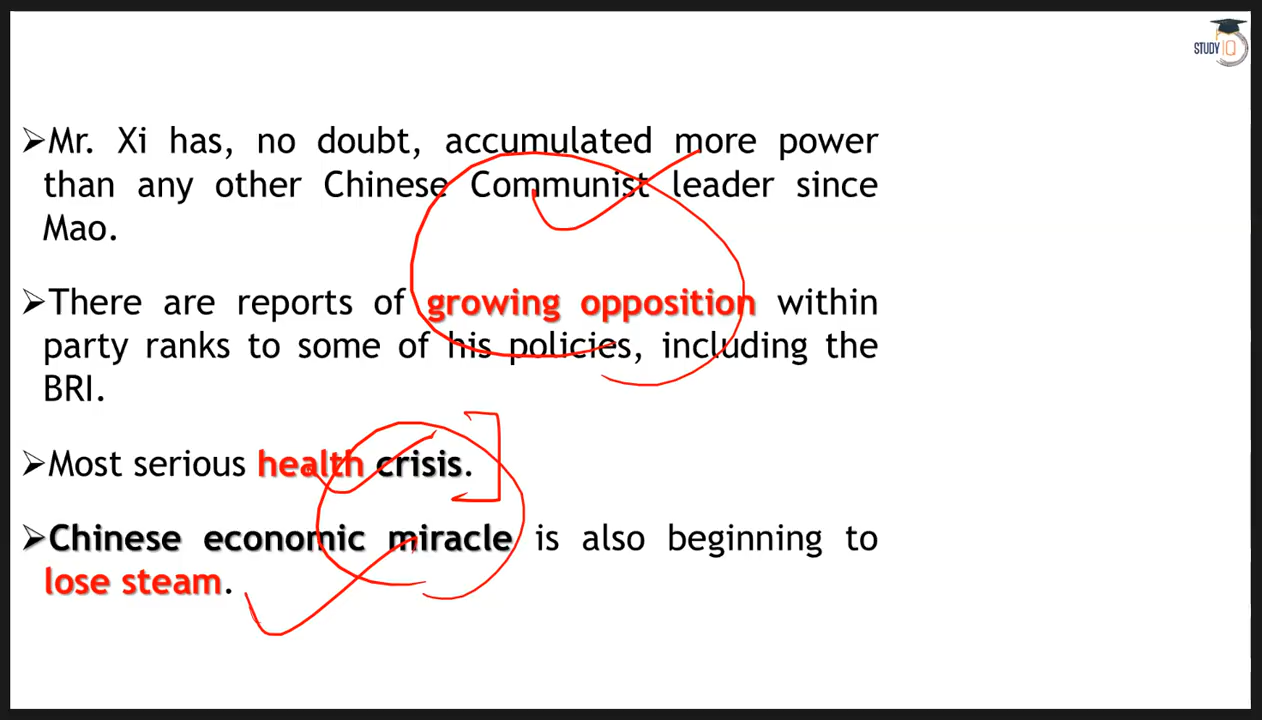 STUDY IQ
➢Mr. Xi has, no doubt, accumulated more power
than any other Chinese Communist leader since
Mao.
➢There are reports of growing opposition within
party ranks to some of his policies, including the
BRI.
➢Most serious health crisis.
➢Chinese economic miracle is also beginning to
lose steam.